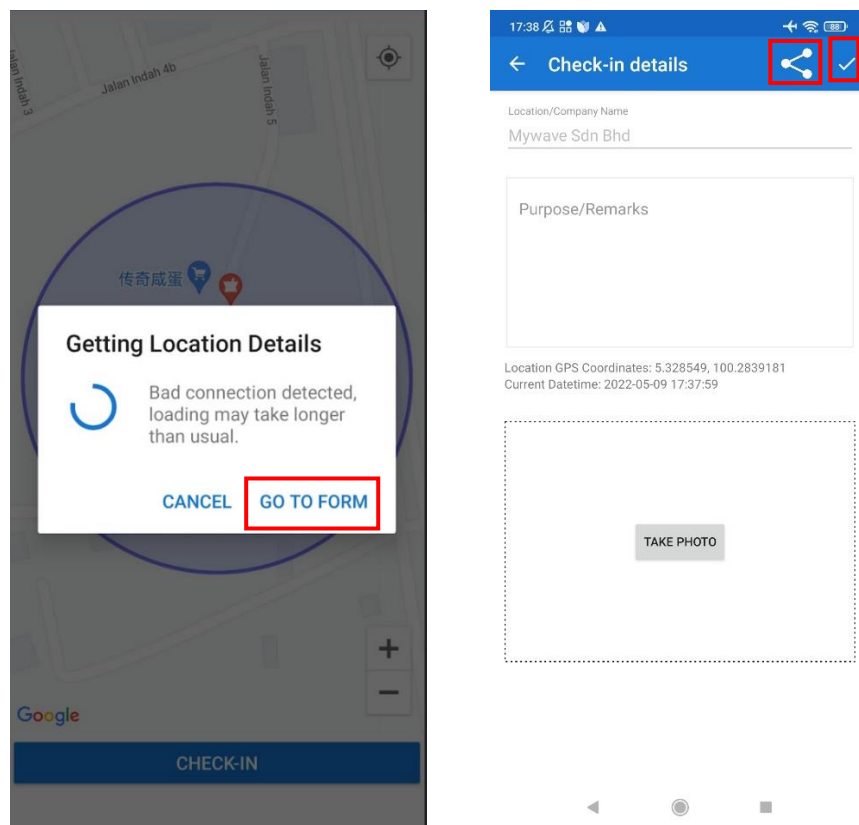 Jalan Indah 3
Jalan Indah 4b
Jalan Indah 5
传奇咸蛋
Getting Location Details
Bad connection detected,
loading may take longer
than usual.
CANCEL GO TO FORM
Google
CHECK-IN
17:38
88
Check-in details
Location/Company Name
Mywave Sdn Bhd
Purpose/Remarks
Location GPS Coordinates: 5.328549, 100.2839181
Current Datetime: 2022-05-09 17:37:59
TAKE PHOTO